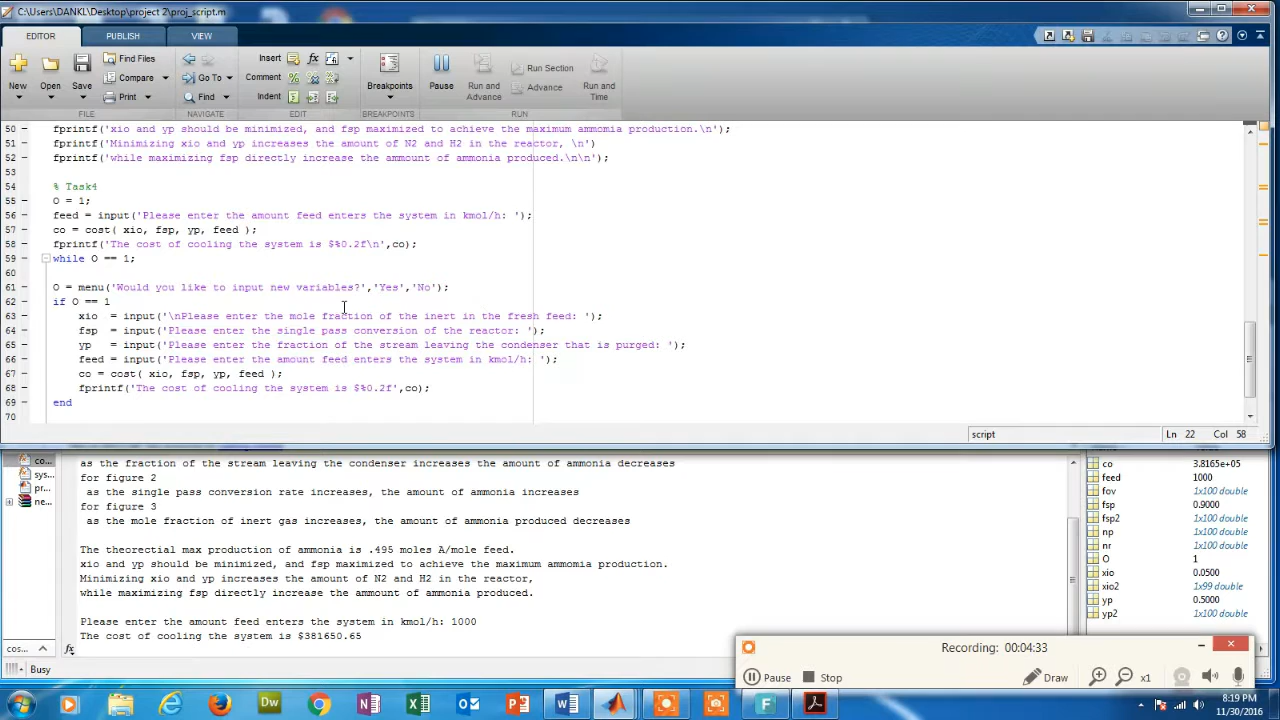 C:\Users\DANKL\Desktop\project 2\proj_script.m
EDITOR PUBLISH VIEW
New Open Save Find Files Compare Print Go To Find Insert Comment Indent Breakpoints Pause Run and Advance Run Section Advance Run and Time
FILE NAVIGATE EDIT BREAKPOINTS RUN
50 fprintf('xio and yp should be minimized, and fsp maximized to achieve the maximum ammomia production.\n');
51 fprintf('Minimizing xio and yp increases the amount of N2 and H2 in the reactor, \n')
52 fprintf('while maximizing fsp directly increase the ammount of ammonia produced.\n\n');
53
54 % Task4
55 O = 1;
56 feed = input('Please enter the amount feed enters the system in kmol/h: ');
57 co = cost( xio, fsp, yp, feed );
58 fprintf('The cost of cooling the system is $%0.2f\n',co);
59 while O == 1;
60
61 O = menu('Would you like to input new variables?','Yes','No');
62 if O == 1
63 xio = input('\nPlease enter the mole fraction of the inert in the fresh feed: ');
64 fsp = input('Please enter the single pass conversion of the reactor: ');
65 yp = input('Please enter the fraction of the stream leaving the condenser that is purged: ');
66 feed = input('Please enter the amount feed enters the system in kmol/h: ');
67 co = cost( xio, fsp, yp, feed );
68 fprintf('The cost of cooling the system is $%0.2f',co);
69 end
70
script Ln 22 Col 58
co...
sys...
pr...
ne...
cos...
Busy
as the fraction of the stream leaving the condenser increases the amount of ammonia decreases
for figure 2
as the single pass conversion rate increases, the amount of ammonia increases
for figure 3
as the mole fraction of inert gas increases, the amount of ammonia produced decreases
The theorectial max production of ammonia is .495 moles A/mole feed.
xio and yp should be minimized, and fsp maximized to achieve the maximum ammomia production.
Minimizing xio and yp increases the amount of N2 and H2 in the reactor,
while maximizing fsp directly increase the ammount of ammonia produced.
Please enter the amount feed enters the system in kmol/h: 1000
The cost of cooling the system is $381650.65
fx
co 3.8165e+05
feed 1000
fov 1x100 double
fsp 0.9000
fsp2 1x100 double
np 1x100 double
nr 1x100 double
O 1
xio 0.0500
xio2 1x99 double
yp 0.5000
yp2 1x100 double
Recording: 00:04:33
Pause Stop Draw x1
8:19 PM
11/30/2016